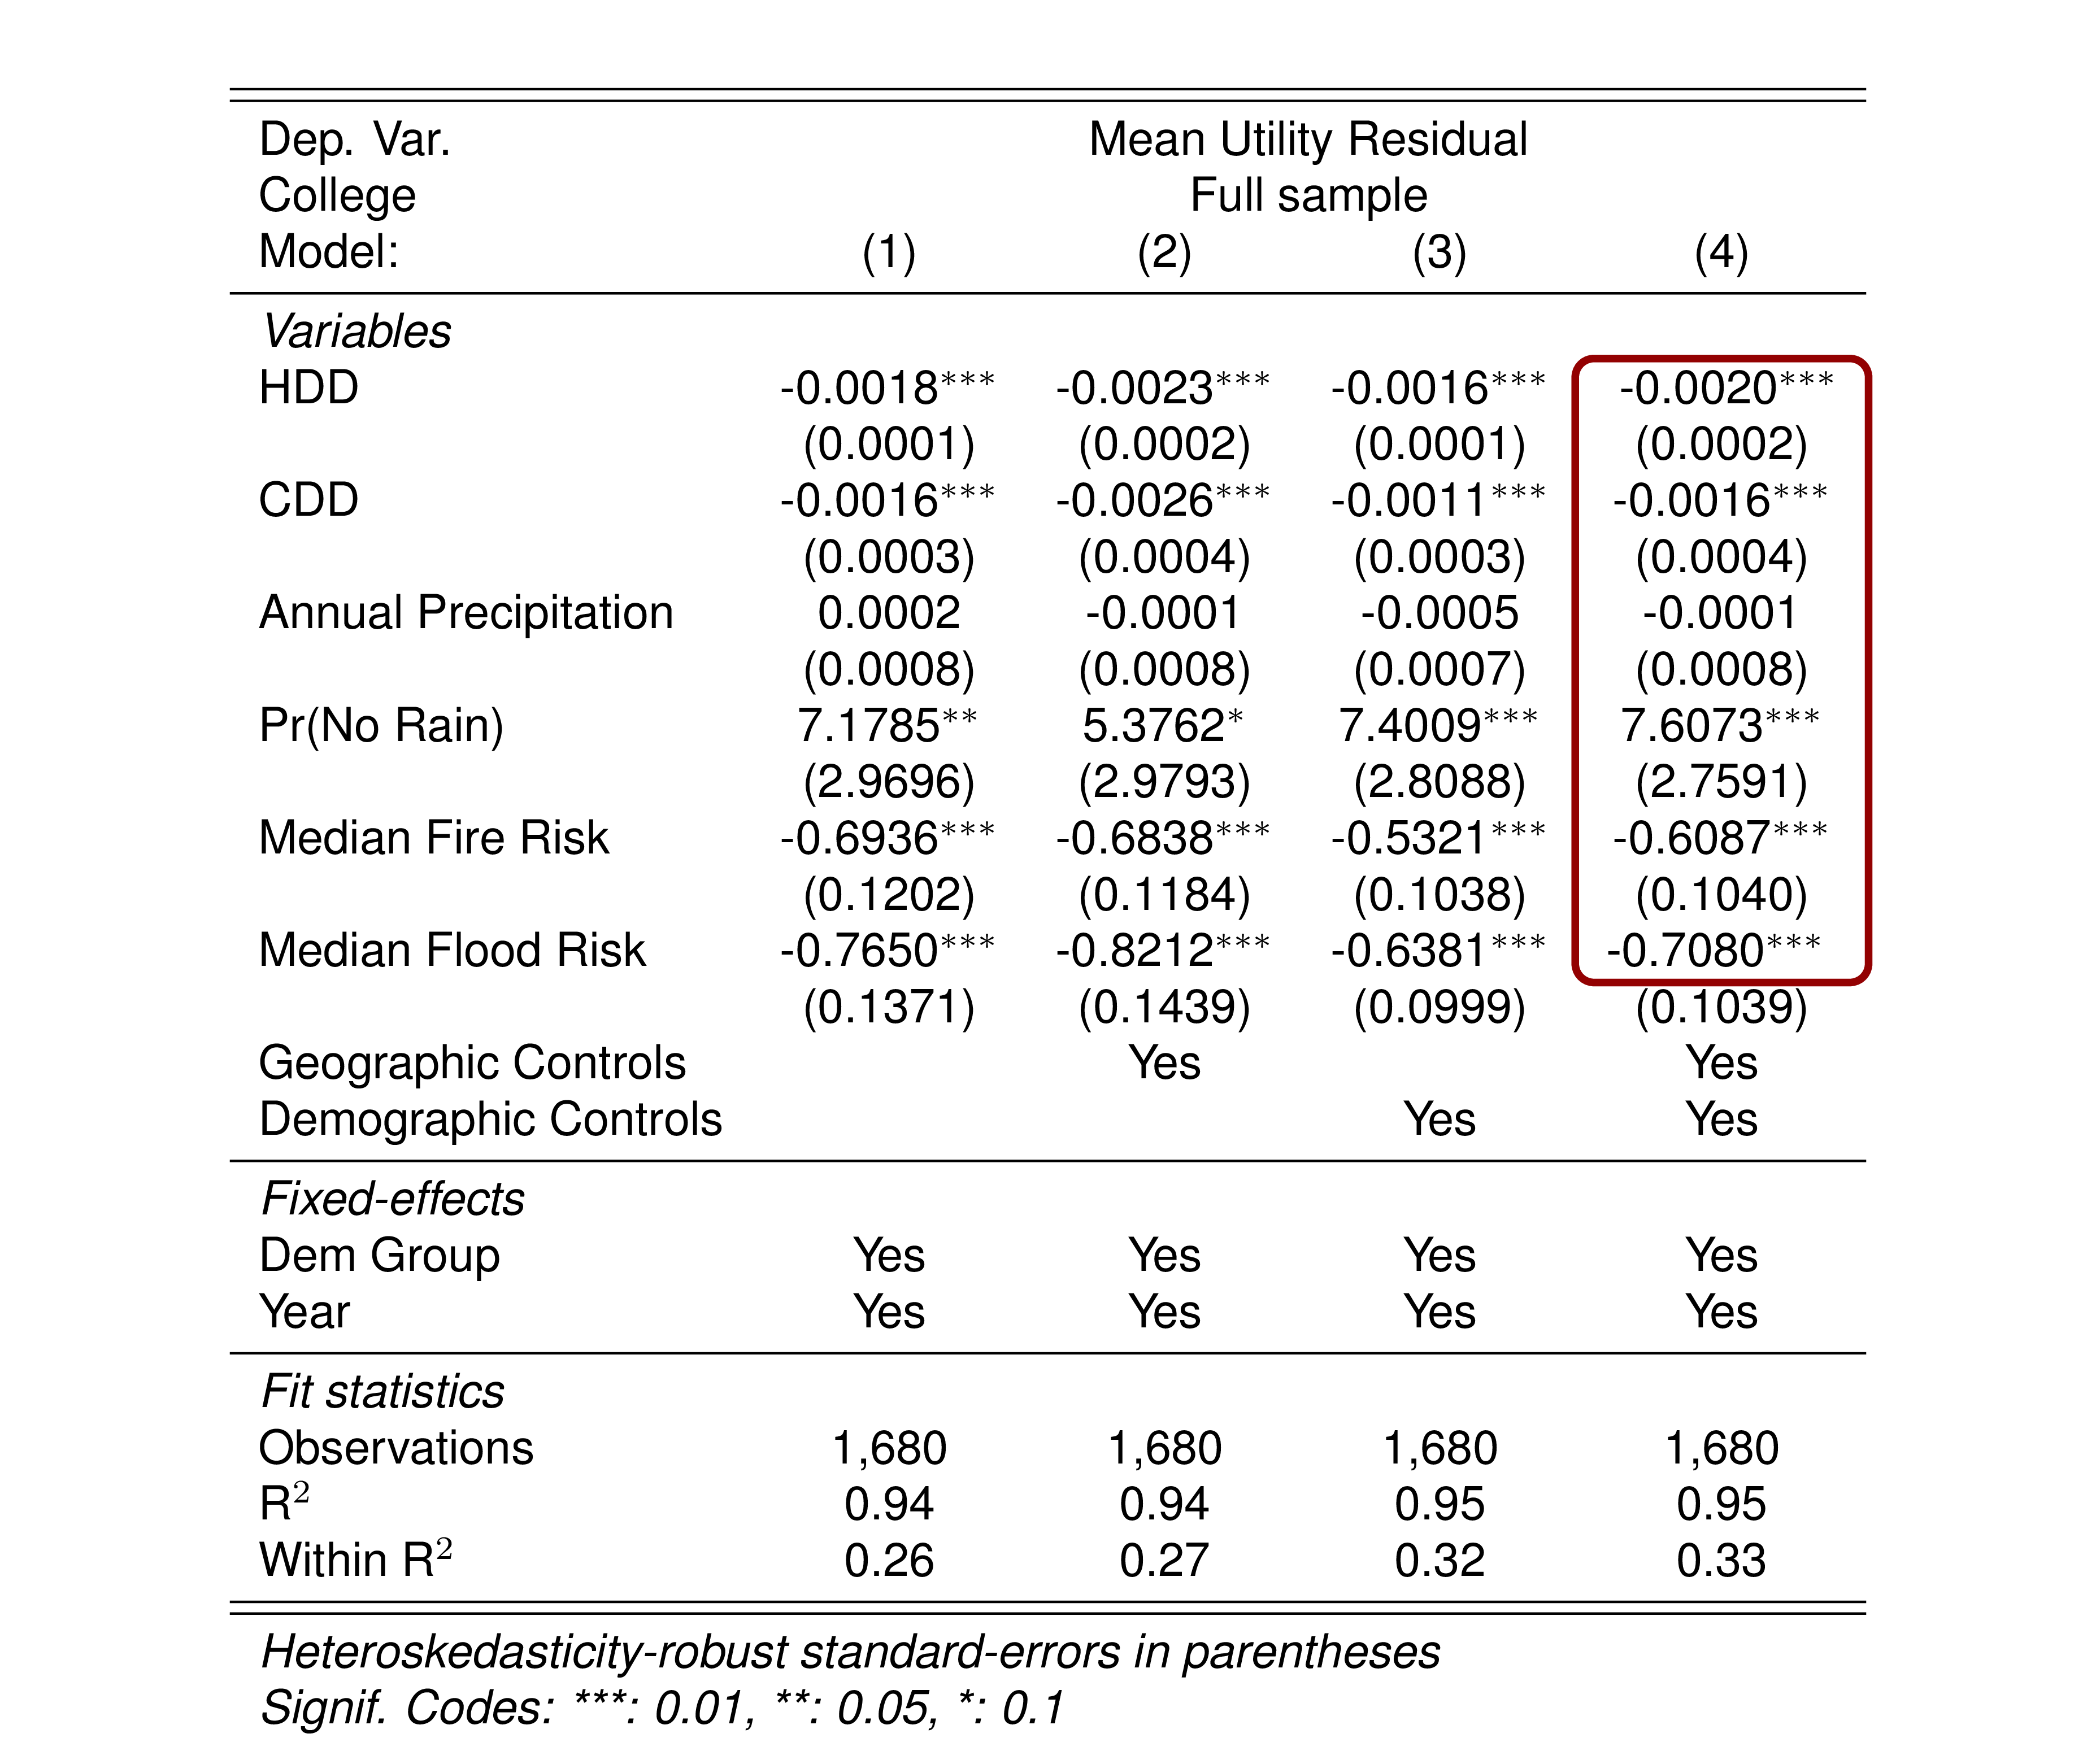 Dep. Var. Mean Utility Residual
College Full sample
Model: (1) (2) (3) (4)
Variables
HDD -0.0018*** -0.0023*** -0.0016*** -0.0020***
(0.0001) (0.0002) (0.0001) (0.0002)
CDD -0.0016*** -0.0026*** -0.0011*** -0.0016***
(0.0003) (0.0004) (0.0003) (0.0004)
Annual Precipitation 0.0002 -0.0001 -0.0005 -0.0001
(0.0008) (0.0008) (0.0007) (0.0008)
Pr(No Rain) 7.1785** 5.3762* 7.4009*** 7.6073***
(2.9696) (2.9793) (2.8088) (2.7591)
Median Fire Risk -0.6936*** -0.6838*** -0.5321*** -0.6087***
(0.1202) (0.1184) (0.1038) (0.1040)
Median Flood Risk -0.7650*** -0.8212*** -0.6381*** -0.7080***
(0.1371) (0.1439) (0.0999) (0.1039)
Geographic Controls Yes Yes
Demographic Controls Yes Yes
Fixed-effects
Dem Group Yes Yes Yes Yes
Year Yes Yes Yes Yes
Fit statistics
Observations 1,680 1,680 1,680 1,680
R² 0.94 0.94 0.95 0.95
Within R² 0.26 0.27 0.32 0.33
Heteroskedasticity-robust standard-errors in parentheses
Signif. Codes: ***: 0.01, **: 0.05, *: 0.1